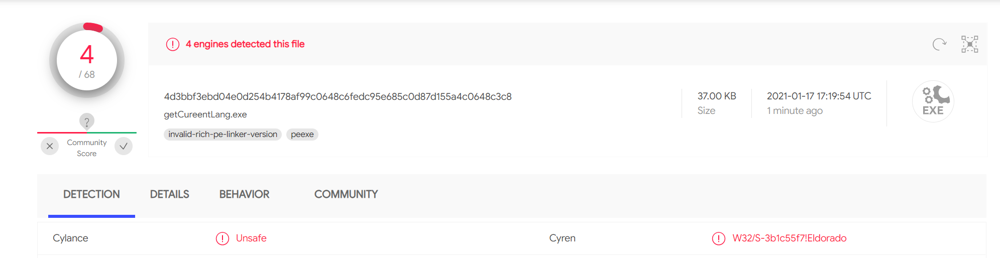 4
/ 68
?
Community
Score
4 engines detected this file
4d3bbf3ebd04e0d254b4178af99c0648c6fedc95e685c0d87d155a4c0648c3c8
getCureentLang.exe
invalid-rich-pe-linker-version peexe
37.00 KB
Size
2021-01-17 17:19:54 UTC
1 minute ago
EXE
DETECTION DETAILS BEHAVIOR COMMUNITY
Cylance Unsafe Cyren W32/S-3b1c55f7!Eldorado